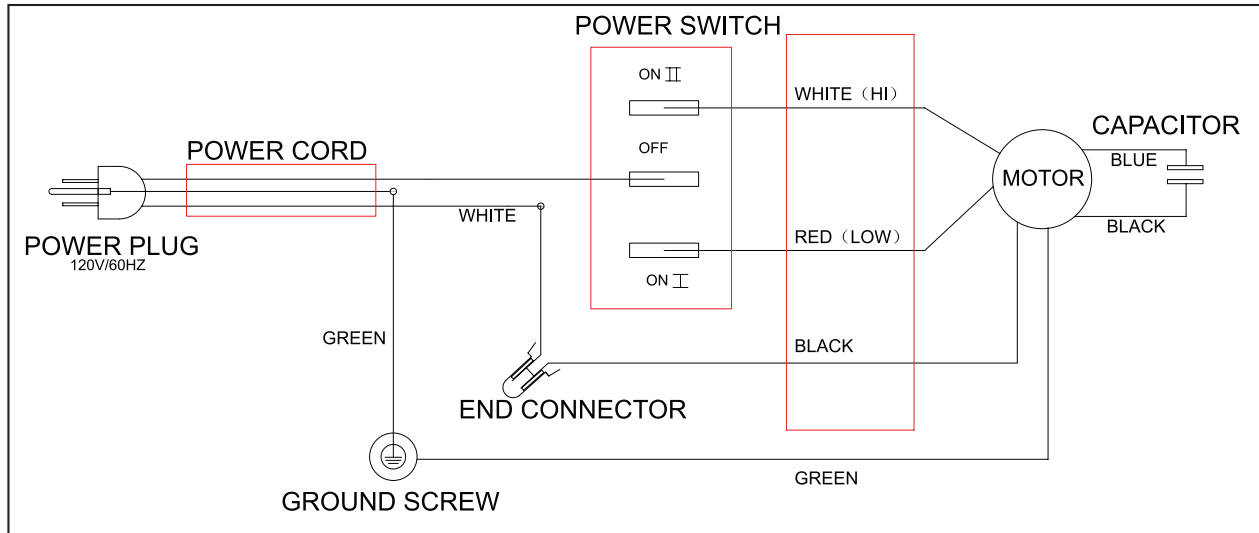 POWER SWITCH
ON Ⅱ
WHITE（HI）
CAPACITOR
OFF
POWER CORD
BLUE
MOTOR
WHITE
BLACK
POWER PLUG
120V/60HZ
RED（LOW）
ON Ⅰ
GREEN
BLACK
END CONNECTOR
GREEN
GROUND SCREW